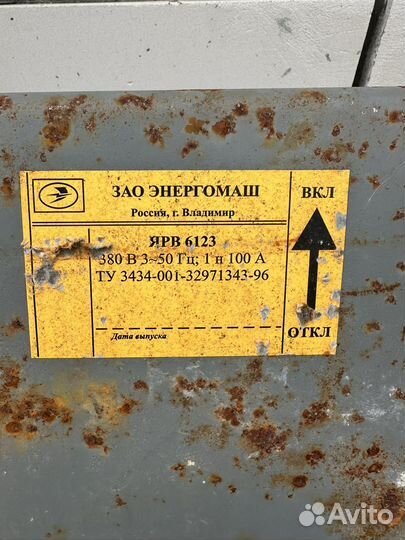 ЗАО ЭНЕРГОМАШ
Россия, г. Владимир
ЯРВ 6123
380 В 3~50 Гц; 1 н 100 А
ТУ 3434-001-32971343-96
Дата выпуска
ВКЛ
ОТКЛ
Avito